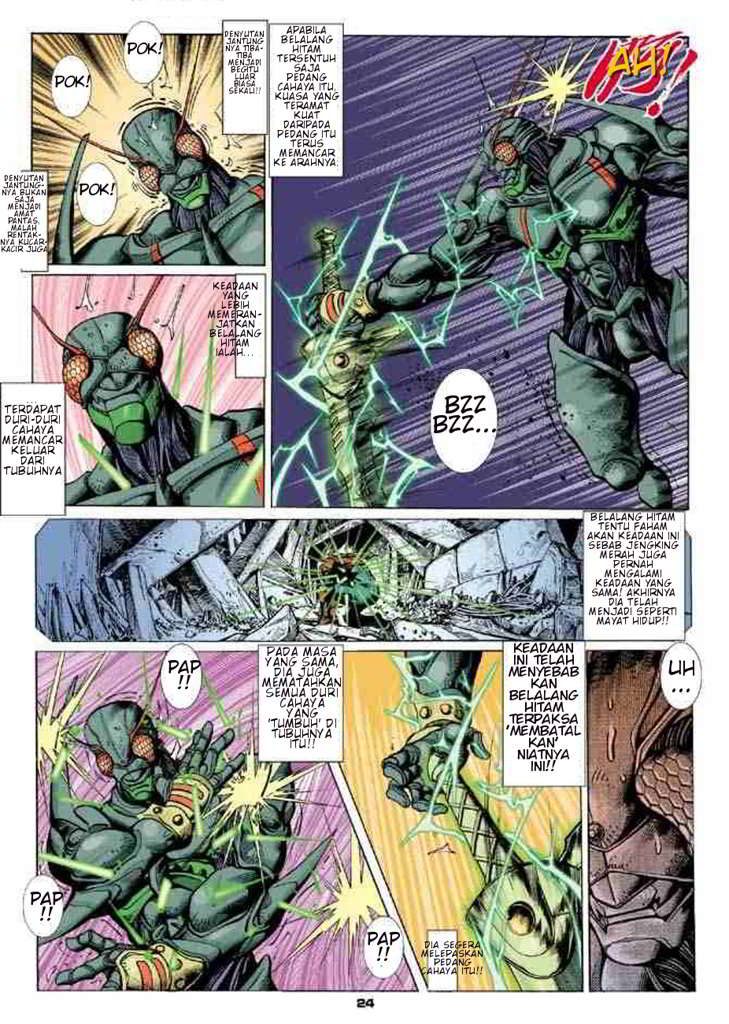 POK!
POK!
POK!
DENYUTAN
JANTUNG
NYA TIBA-
TIBA
MENJADI
BEGITU
LUAR
BIASA
SEKALI!!
DENYUTAN
JANTUNG-
NYA BUKAN
SAJA
MENJADI
AMAT
PANTAS,
MALAH
RENTAK-
NYA KUCAR-
KACIR JUGA
APABILA
BELALANG
HITAM
TERSENTUH
SAJA
PEDANG
CAHAYA ITU,
KUASA YANG
TERAMAT
KUAT
DARIPADA
PEDANG ITU
TERUS
MEMANCAR
KE ARAHNYA.
AH!
BZZ
BZZ...
KEADAAN
YANG
LEBIH
MEMERAN-
JATKAN
BELALANG
HITAM
IALAH...
TERDAPAT
DURI-DURI
CAHAYA
MEMANCAR
KELUAR
DARI
TUBUHNYA
BELALANG HITAM
TENTU FAHAM
AKAN KEADAAN INI
SEBAB JENGKING
MERAH JUGA
PERNAH
MENGALAMI
KEADAAN YANG
SAMA! AKHIRNYA
DIA TELAH
MENJADI SEPERTI
MAYAT HIDUP!!
PAP
!!
PAP
!!
PAP
!!
PADA MASA
YANG SAMA,
DIA JUGA
MEMATAHKAN
SEMUA DURI
CAHAYA
YANG
'TUMBUH' DI
TUBUHNYA
ITU!!
KEADAAN
INI TELAH
MENYEBAB
KAN
BELALANG
HITAM
TERPAKSA
'MEMBATAL
KAN'
NIATNYA
INI!!
DIA SEGERA
MELEPASKAN
PEDANG
CAHAYA ITU!!
UH
...
24